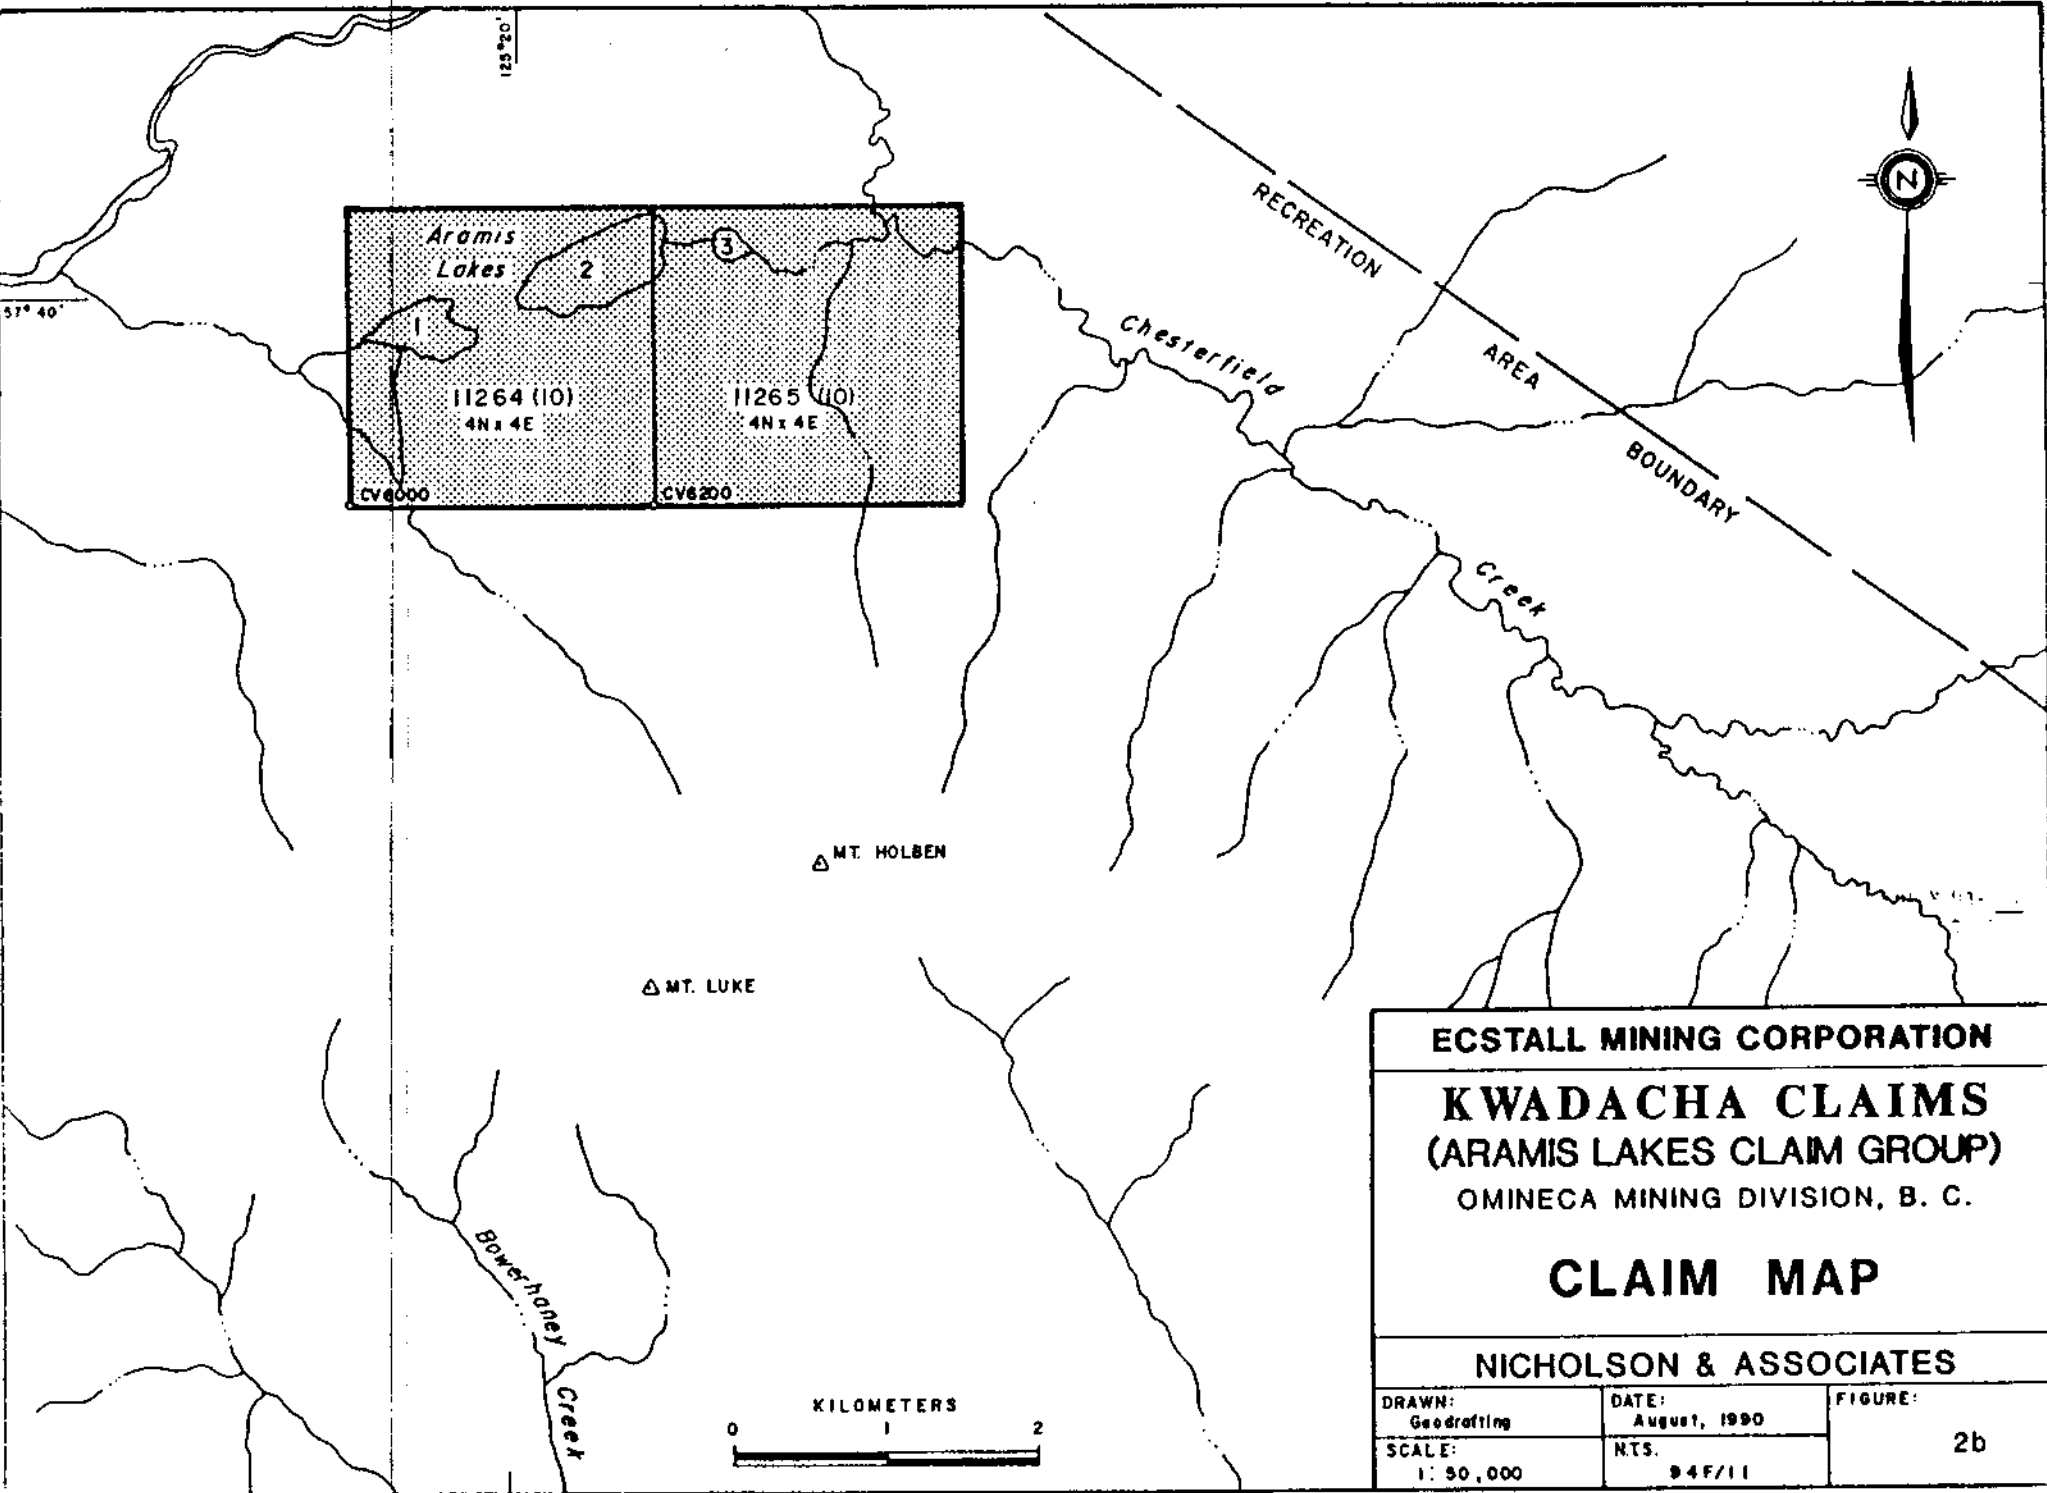 125°20'
N
RECREATION
AREA
BOUNDARY
57° 40'
Aramis
Lakes
1
2
3
11264 (10)
4N x 4E
11265 (10)
4N x 4E
CV6000
CV6200
Chesterfield
Creek
MT. HOLBEN
MT. LUKE
Bowerhaney
Creek
KILOMETERS
0 1 2
ECSTALL MINING CORPORATION
KWADACHA CLAIMS
(ARAMIS LAKES CLAIM GROUP)
OMINECA MINING DIVISION, B. C.
CLAIM MAP
NICHOLSON & ASSOCIATES
DRAWN:
Geodrafting
DATE:
August, 1990
FIGURE:
2b
SCALE:
1: 50,000
N.T.S.
94F/11